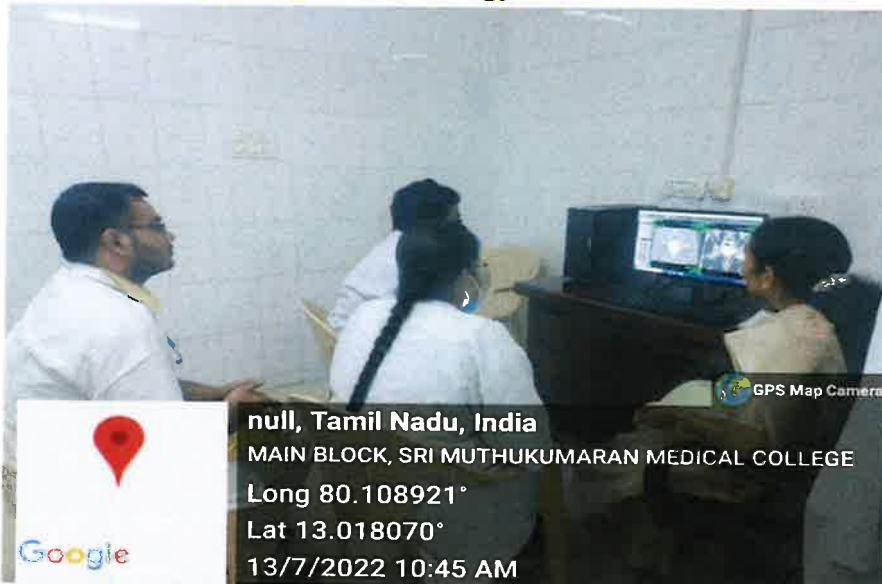 GPS Map Camera
null, Tamil Nadu, India
MAIN BLOCK, SRI MUTHUKUMARAN MEDICAL COLLEGE
Long 80.108921°
Lat 13.018070°
13/7/2022 10:45 AM
Google